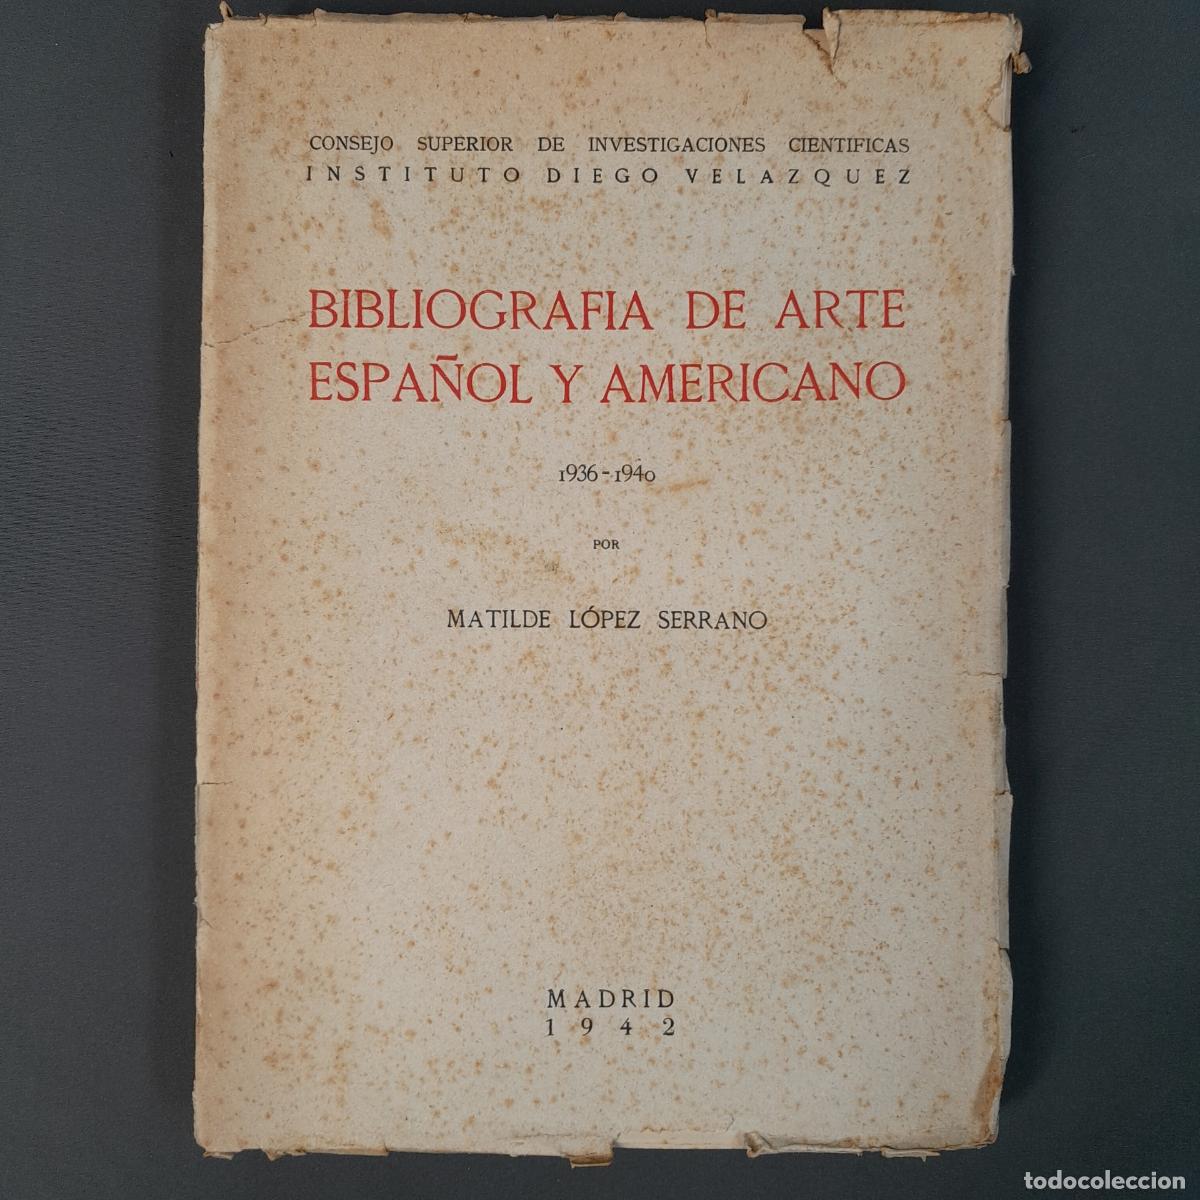 CONSEJO SUPERIOR DE INVESTIGACIONES CIENTIFICAS
INSTITUTO DIEGO VELAZQUEZ
BIBLIOGRAFIA DE ARTE
ESPAÑOL Y AMERICANO
1936-1940
POR
MATILDE LÓPEZ SERRANO
MADRID
1942
todocoleccion